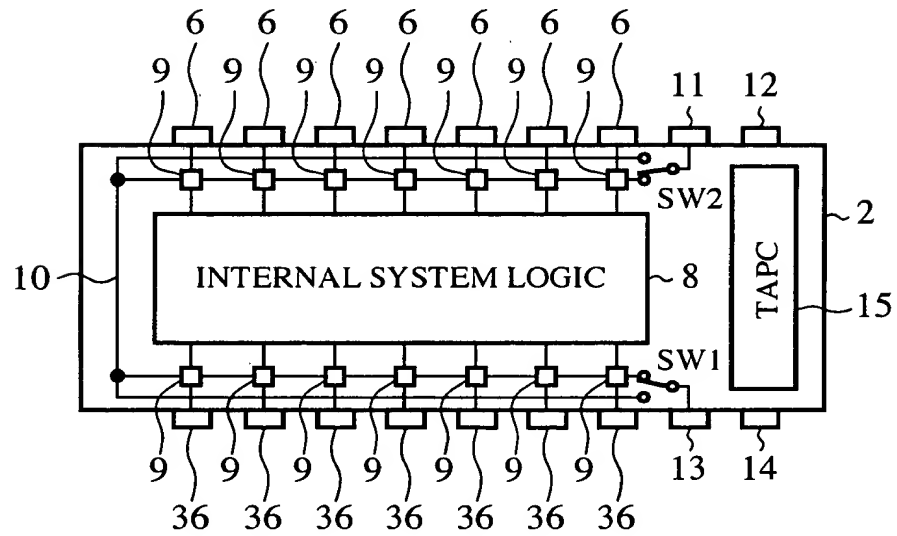 6 6 6 6 6 6 6
9 9 9 9 9 9 9 11 12
SW2
2
10 INTERNAL SYSTEM LOGIC 8 TAPC 15
SW1
9 9 9 9 9 9 9 13 14
36 36 36 36 36 36 36